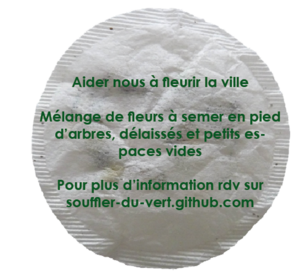 Aider nous à fleurir la ville
Mélange de fleurs à semer en pied
d'arbres, délaissés et petits es-
paces vides
Pour plus d'information rdv sur
souffler-du-vert.github.com